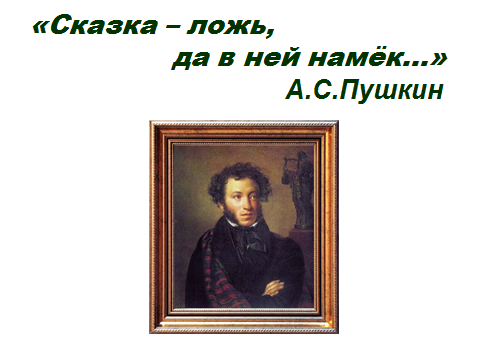 «Сказка – ложь,
да в ней намёк...»
А.С.Пушкин